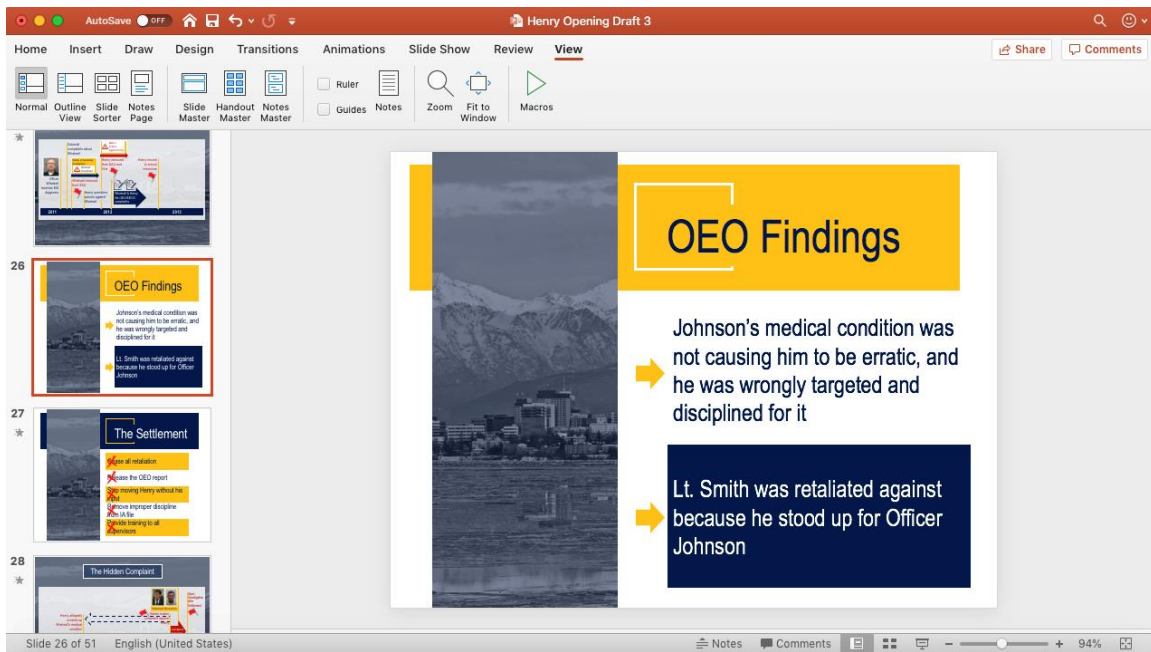 AutoSave OFF
Henry Opening Draft 3
Home Insert Draw Design Transitions Animations Slide Show Review View
Share Comments
Normal Outline View Slide Sorter Notes Page Slide Master Handout Master Notes Master
Ruler
Guides
Notes Zoom Fit to Window Macros
2011 2012 2013
26
OEO Findings
Johnson's medical condition was
not causing him to be erratic, and
he was wrongly targeted and
disciplined for it
Lt. Smith was retaliated against
because he stood up for Officer
Johnson
27
The Settlement
all retaliation
the OEO report
moving Henry without his
improper discipline
IA file
training to all
28
The Hidden Complaint
OEO Findings
Johnson's medical condition was
not causing him to be erratic, and
he was wrongly targeted and
disciplined for it
Lt. Smith was retaliated against
because he stood up for Officer
Johnson
Slide 26 of 51 English (United States)
Notes Comments 94%